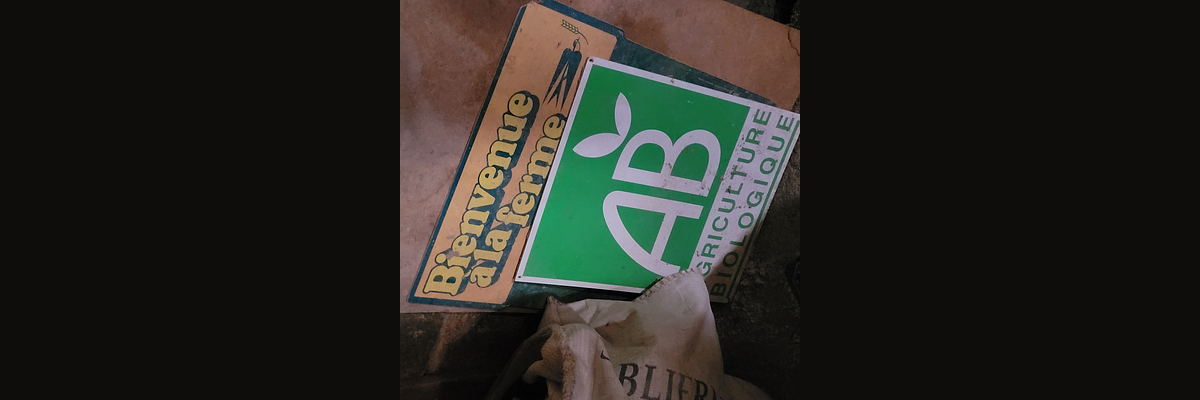 Bienvenue
a la ferme
AB
AGRICULTURE
BIOLOGIQUE